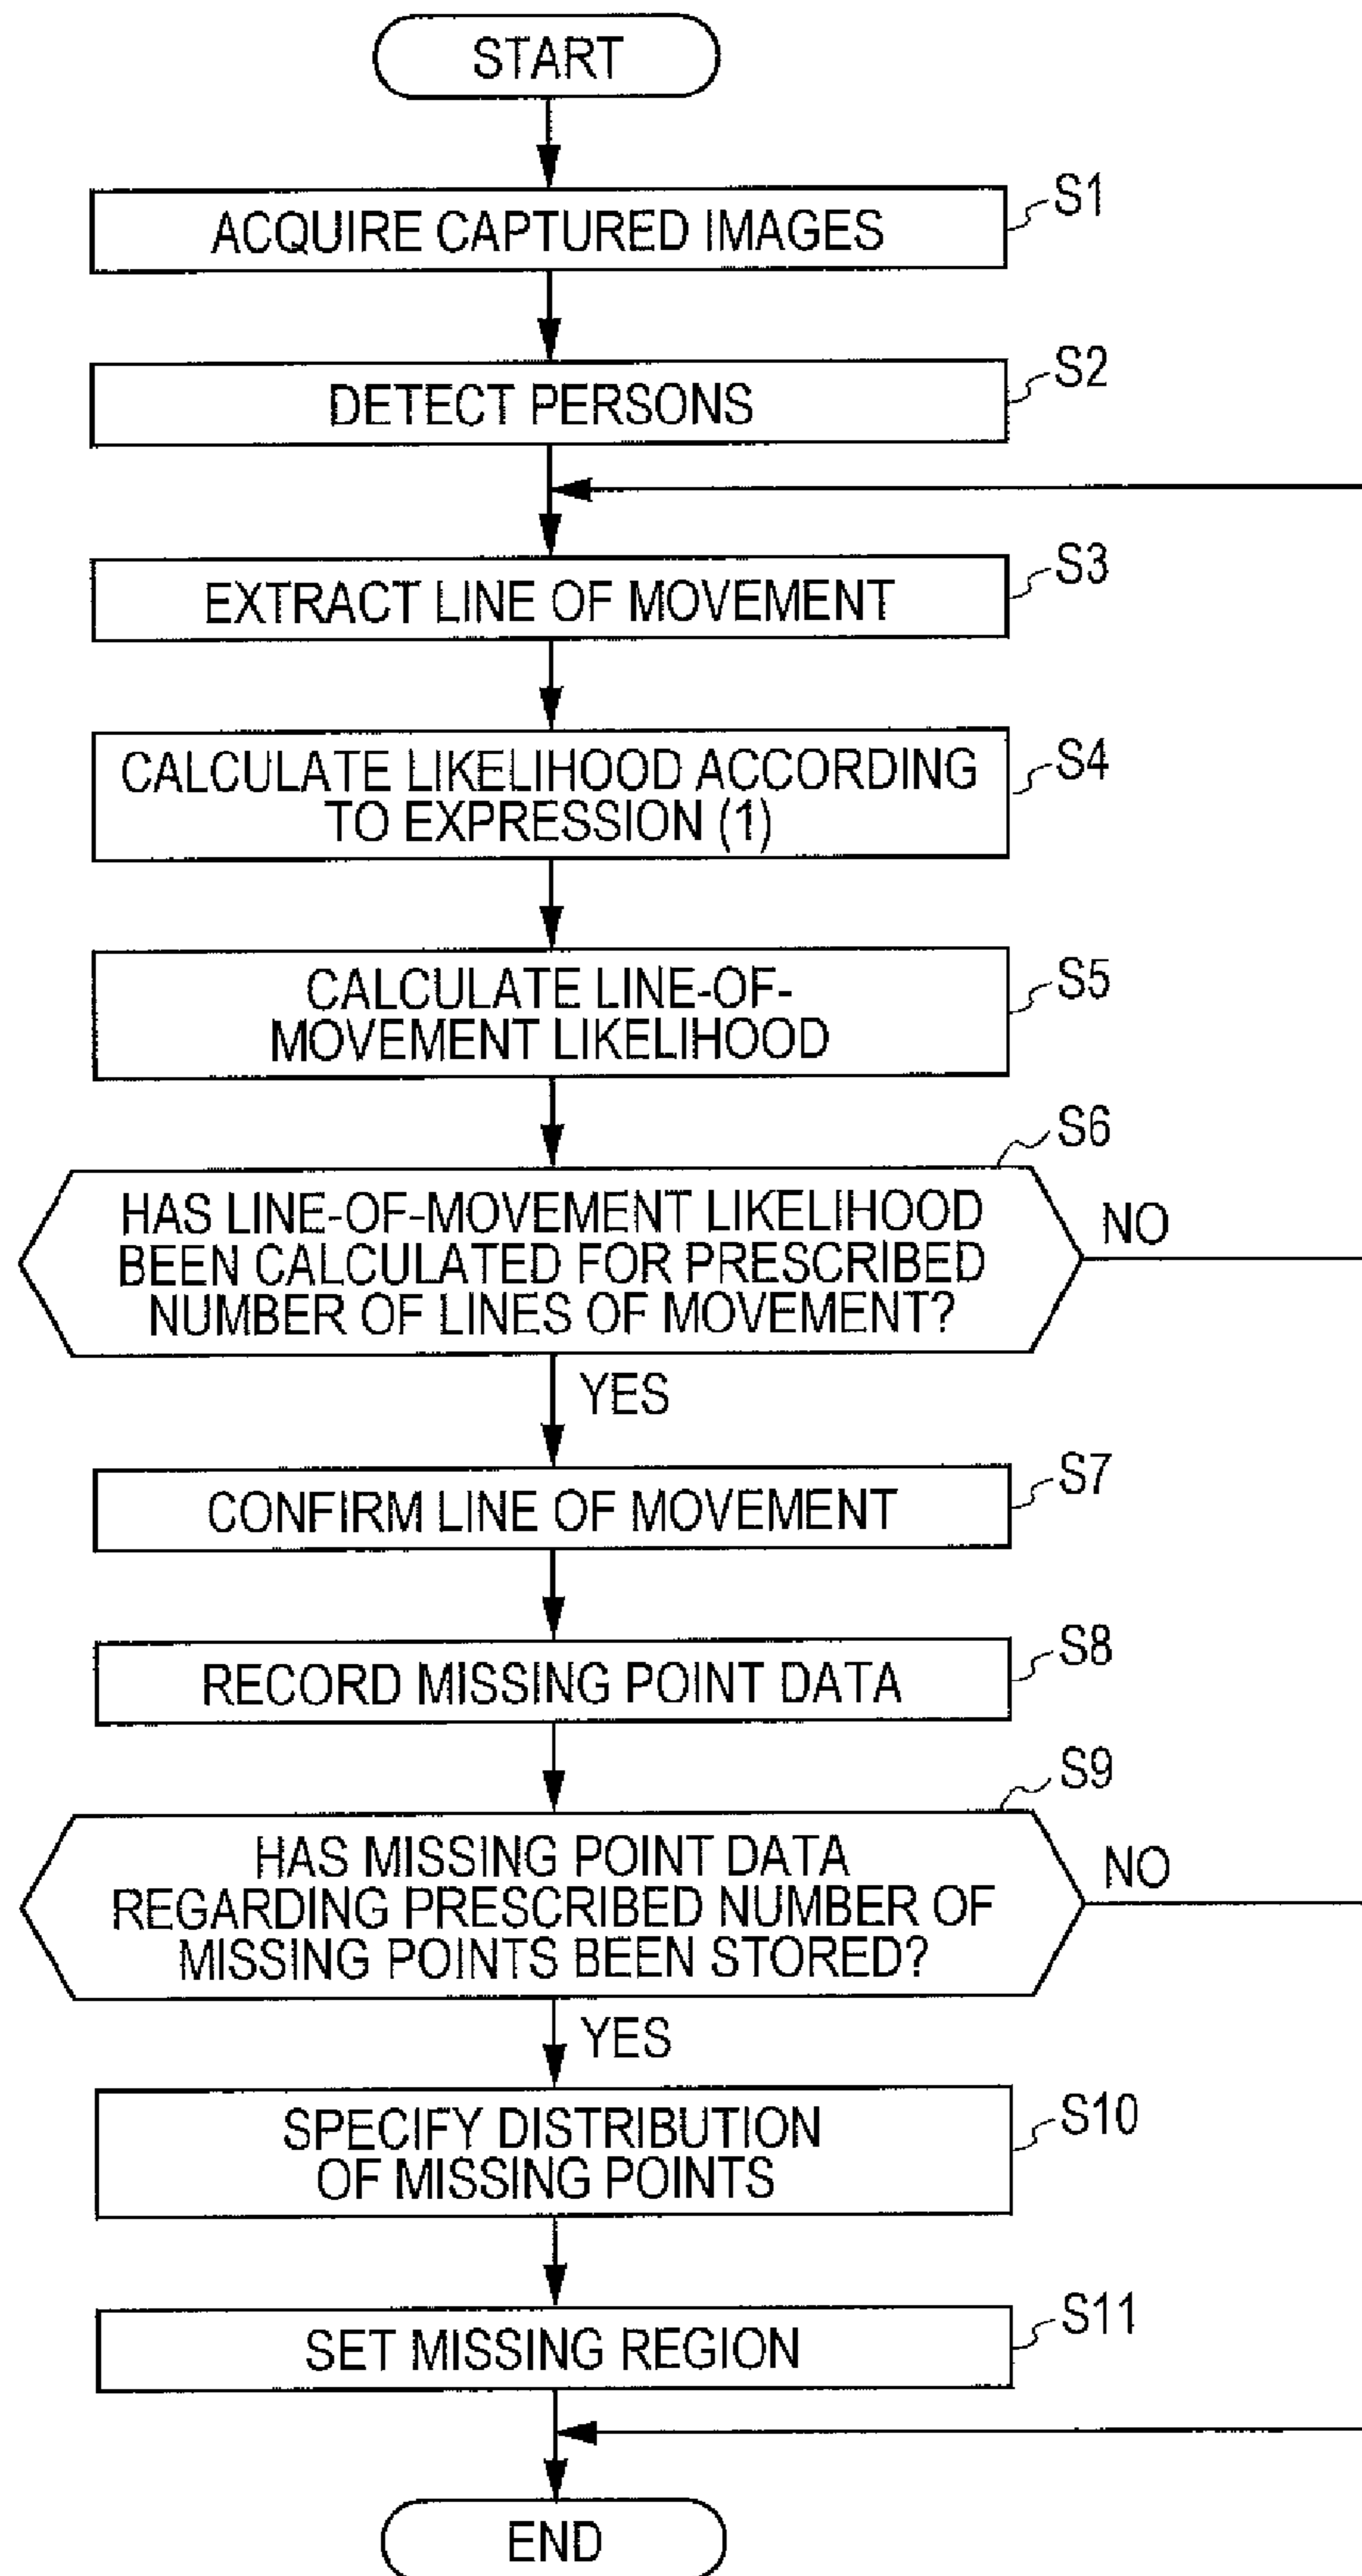 START
ACQUIRE CAPTURED IMAGES
S1
DETECT PERSONS
S2
EXTRACT LINE OF MOVEMENT
S3
CALCULATE LIKELIHOOD ACCORDING
TO EXPRESSION (1)
S4
CALCULATE LINE-OF-
MOVEMENT LIKELIHOOD
S5
S6
HAS LINE-OF-MOVEMENT LIKELIHOOD
BEEN CALCULATED FOR PRESCRIBED
NUMBER OF LINES OF MOVEMENT?
NO
YES
CONFIRM LINE OF MOVEMENT
S7
RECORD MISSING POINT DATA
S8
S9
HAS MISSING POINT DATA
REGARDING PRESCRIBED NUMBER OF
MISSING POINTS BEEN STORED?
NO
YES
SPECIFY DISTRIBUTION
OF MISSING POINTS
S10
SET MISSING REGION
S11
END